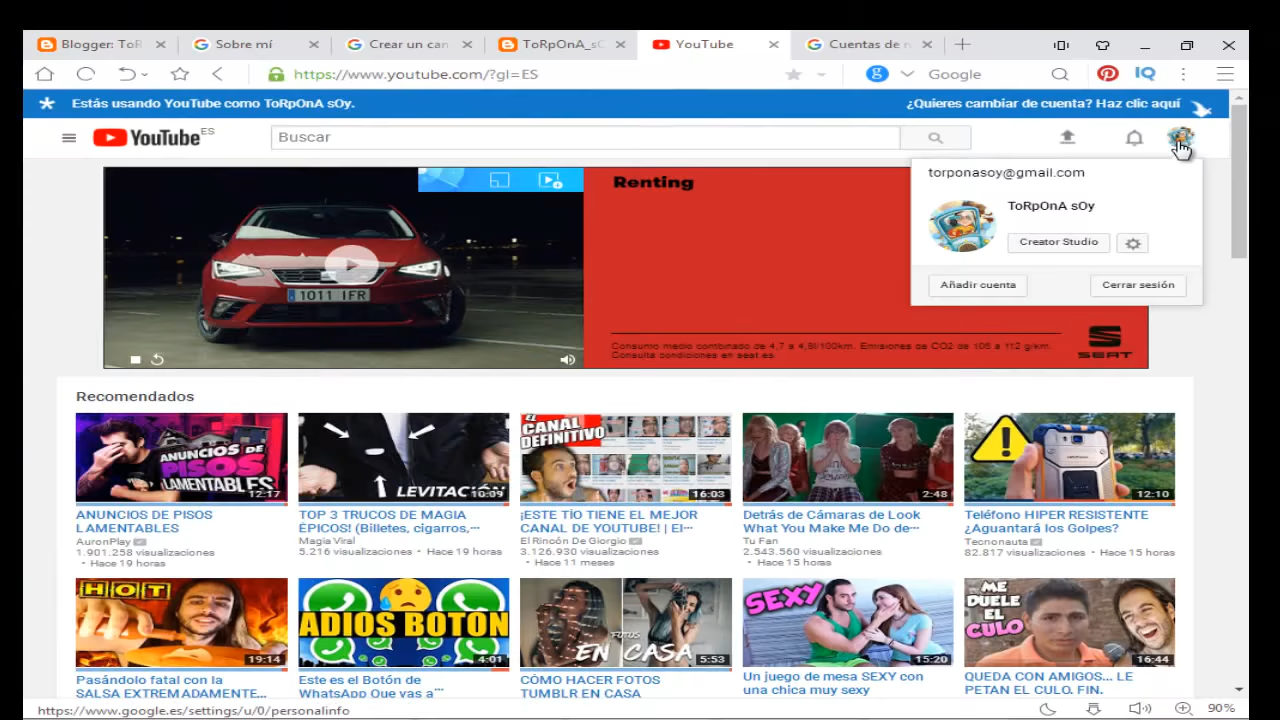 Blogger: ToR
Sobre mí
Crear un can
ToRpOnA_sO
YouTube
Cuentas de
https://www.youtube.com/?gl=ES
g
Google
IQ
Estás usando YouTube como ToRpOnA sOy.
¿Quieres cambiar de cuenta? Haz clic aquí
YouTube ES
Buscar
torponasoy@gmail.com
ToRpOnA sOy
Creator Studio
Añadir cuenta
Cerrar sesión
Renting
1011 JFR
Consumo medio combinado de 4,7 a 4,8l/100km. Emisiones de CO2 de 106 a 112 g/km.
Consulta condiciones en seat.es
SEAT
Recomendados
ANUNCIOS DE
PISOS
LAMENTABLES
12:17
LEVITACIÓN
10:09
EL
CANAL
DEFINITIVO
16:03
2:48
12:10
ANUNCIOS DE PISOS
LAMENTABLES
AuronPlay
1.901.258 visualizaciones
• Hace 19 horas
TOP 3 TRUCOS DE MAGIA
ÉPICOS! (Billetes, cigarros,...
Magia Viral
5.216 visualizaciones • Hace 19 horas
¡ESTE TÍO TIENE EL MEJOR
CANAL DE YOUTUBE! | El...
El Rincón De Giorgio
3.126.930 visualizaciones
• Hace 11 meses
Detrás de Cámaras de Look
What You Make Me Do de...
Tu Fan
2.543.560 visualizaciones
• Hace 15 horas
Teléfono HIPER RESISTENTE
¿Aguantará los Golpes?
Tecnonauta
82.817 visualizaciones • Hace 15 horas
HOT
19:14
ADIOS BOTON
4:01
FOTOS
EN CASA
5:53
SEXY
15:20
ME
DUELE
EL
CULO
16:44
Pasándolo fatal con la
SALSA EXTREMADAMENTE...
Este es el Botón de
WhatsApp Que vas a...
CÓMO HACER FOTOS
TUMBLR EN CASA
Un juego de mesa SEXY con
una chica muy sexy
QUEDA CON AMIGOS... LE
PETAN EL CULO. FIN.
https://www.google.es/settings/u/0/personalinfo
90%